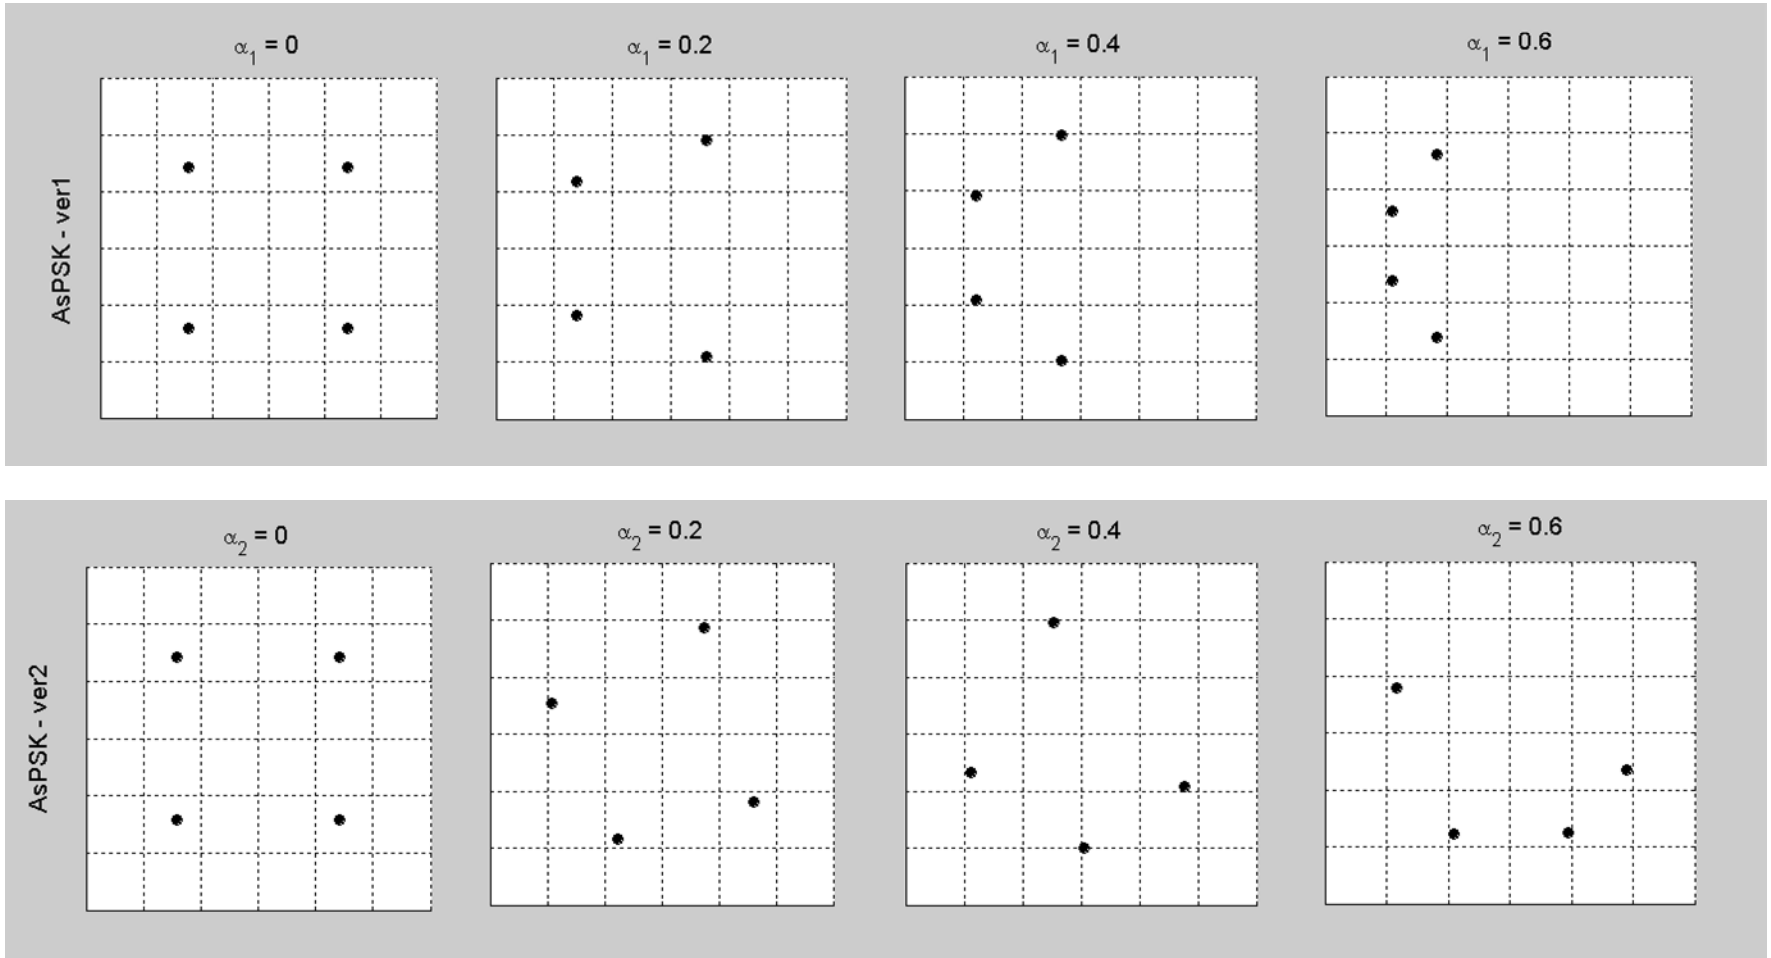 α₁ = 0
α₁ = 0.2
α₁ = 0.4
α₁ = 0.6
AsPSK - ver1
α₂ = 0
α₂ = 0.2
α₂ = 0.4
α₂ = 0.6
AsPSK - ver2